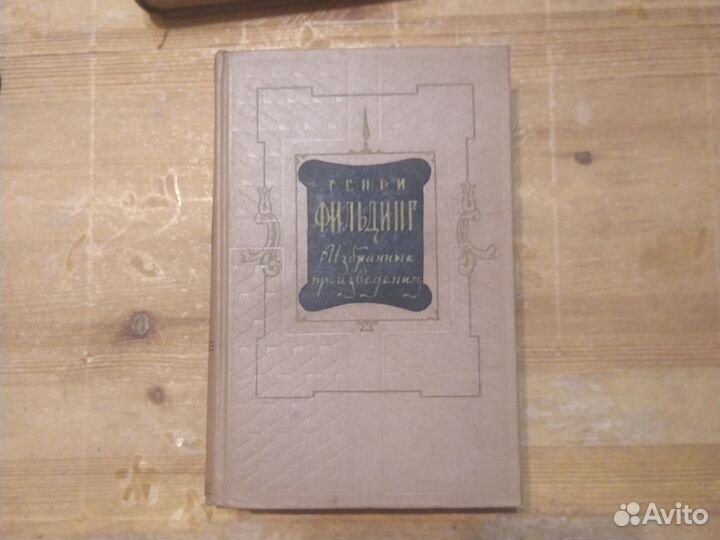 ГЕНРИ
ФИЛЬДИНГ
Избранные
произведения
Avito